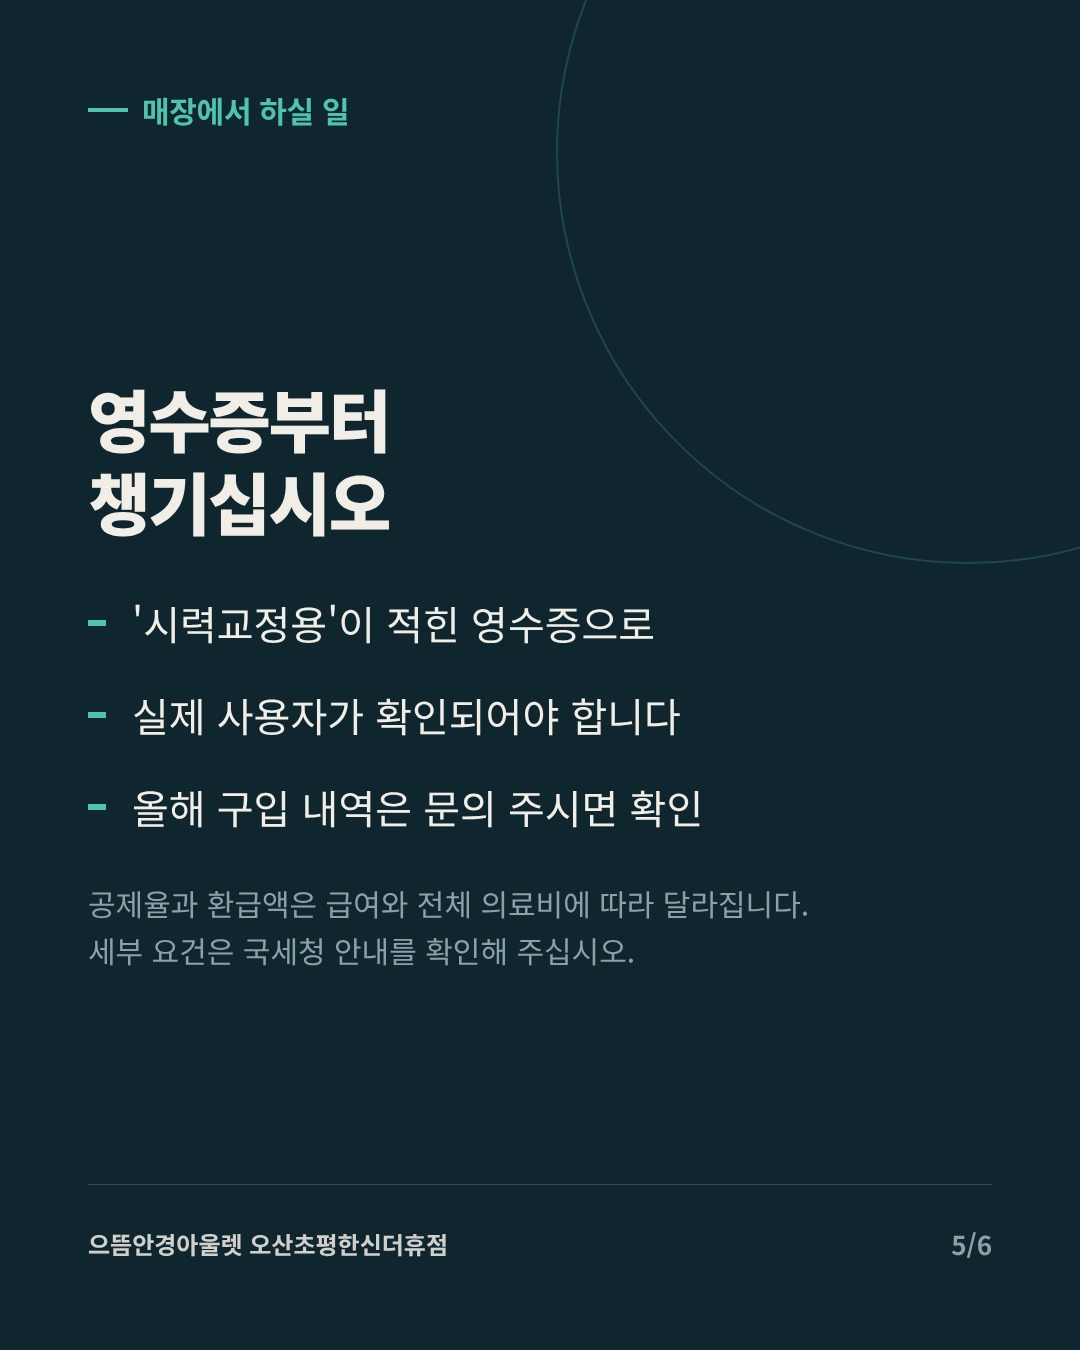 매장에서 하실 일
영수증부터
챙기십시오
'시력교정용'이 적힌 영수증으로
실제 사용자가 확인되어야 합니다
올해 구입 내역은 문의 주시면 확인
공제율과 환급액은 급여와 전체 의료비에 따라 달라집니다.
세부 요건은 국세청 안내를 확인해 주십시오.
으뜸안경아울렛 오산초평한신더휴점
5/6